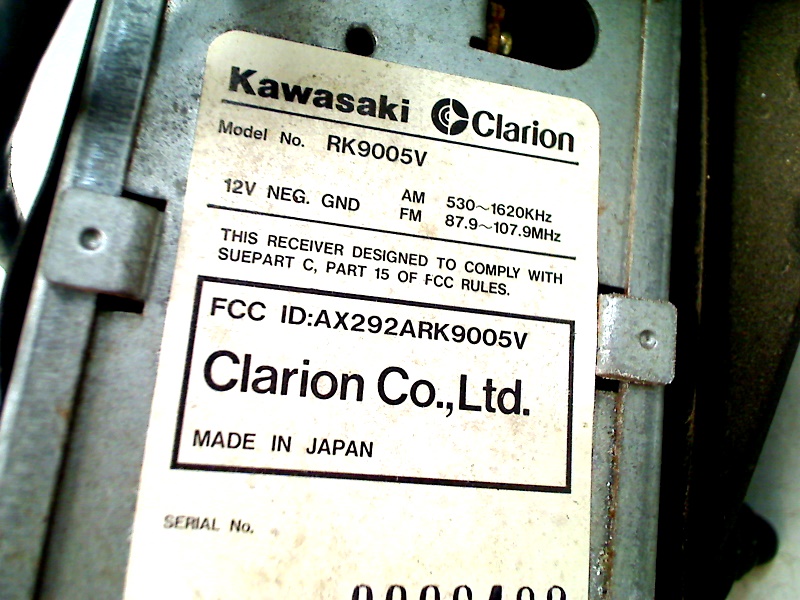 Kawasaki Clarion
Model No. RK9005V
12V NEG. GND AM 530~1620KHz
FM 87.9~107.9MHz
THIS RECEIVER DESIGNED TO COMPLY WITH
SUEPART C, PART 15 OF FCC RULES.
FCC ID:AX292ARK9005V
Clarion Co.,Ltd.
MADE IN JAPAN
SERIAL No.